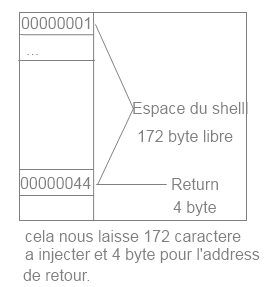 00000001
...
Espace du shell
172 byte libre
00000044
Return
4 byte
cela nous laisse 172 caractere
a injecter et 4 byte pour l'address
de retour.